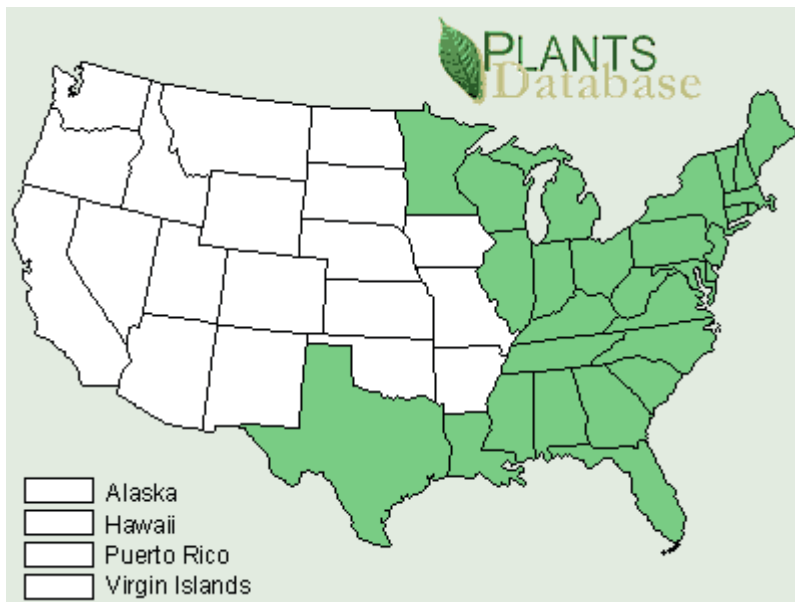 PLANTS
Database
Alaska
Hawaii
Puerto Rico
Virgin Islands